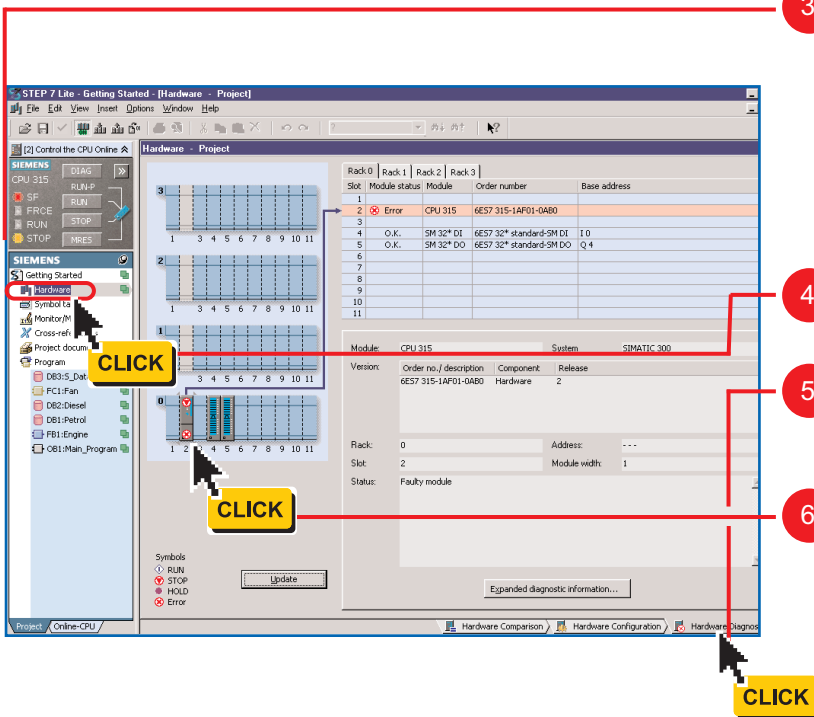 3
STEP 7 Lite - Getting Started - [Hardware - Project]
File Edit View Insert Options Window Help
?
[2] Control the CPU Online
SIEMENS
CPU 315
DIAG
SF
FRCE
RUN
STOP
RUN-P
RUN
STOP
MRES
SIEMENS
Getting Started
Hardware
Symbol ta
Monitor/M
Cross-refe
Project docum
Program
DB3:S_Dat
FC1:Fan
DB2:Diesel
DB1:Petrol
FB1:Engine
OB1:Main_Program
Project Online-CPU
CLICK
Hardware - Project
3
1 3 4 5 6 7 8 9 10 11
2
1 3 4 5 6 7 8 9 10 11
1
3 4 5 6 7 8 9 10 11
0
1 2 3 4 5 6 7 8 9 10 11
CLICK
Symbols
RUN
STOP
HOLD
Error
Update
Rack 0 Rack 1 Rack 2 Rack 3
Slot Module status Module Order number Base address
1
2 Error CPU 315 6ES7 315-1AF01-0AB0
3
4 O.K. SM 32* DI 6ES7 32* standard-SM DI I 0
5 O.K. SM 32* DO 6ES7 32* standard-SM DO Q 4
6
7
8
9
10
11
4
Module: CPU 315 System SIMATIC 300
Version: Order no./ description Component Release
6ES7 315-1AF01-0AB0 Hardware 2
5
Rack: 0 Address: ---
Slot: 2 Module width: 1
Status: Faulty module
6
Expanded diagnostic information...
Hardware Comparison Hardware Configuration Hardware Diagnos
CLICK